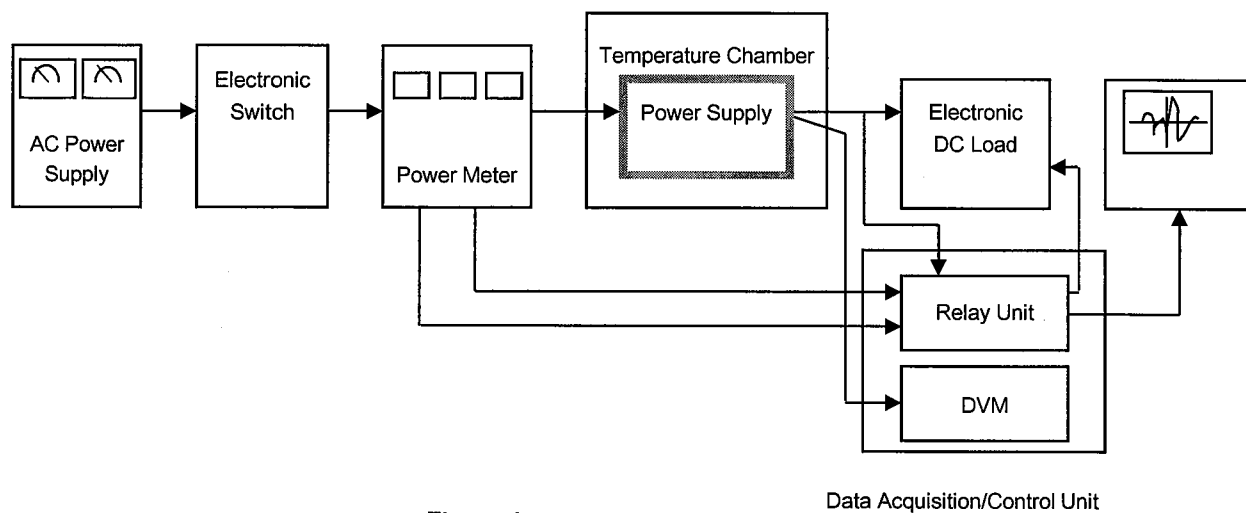 Temperature Chamber
Electronic
Switch
Power Supply
Electronic
DC Load
AC Power
Supply
Power Meter
Relay Unit
DVM
Data Acquisition/Control Unit